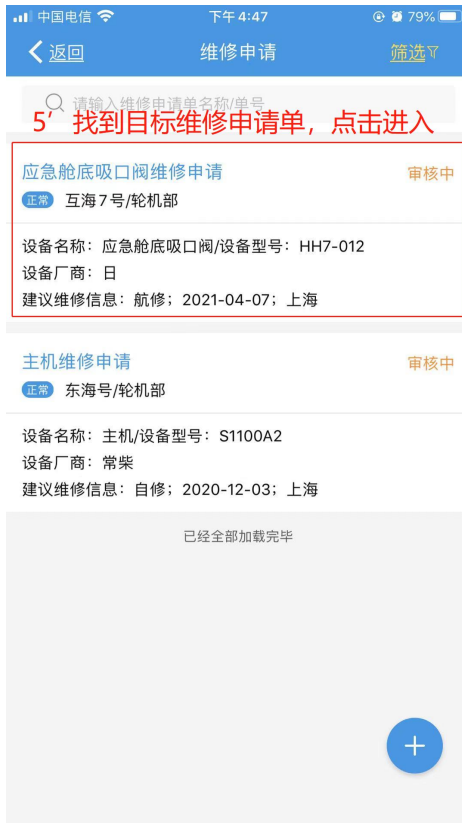 中国电信 下午4:47 79%
返回 维修申请 筛选
请输入维修申请单名称/单号
5’ 找到目标维修申请单，点击进入
应急舱底吸口阀维修申请 审核中
正常 互海7号/轮机部
设备名称：应急舱底吸口阀/设备型号：HH7-012
设备厂商：日
建议维修信息：航修；2021-04-07；上海
主机维修申请 审核中
正常 东海号/轮机部
设备名称：主机/设备型号：S1100A2
设备厂商：常柴
建议维修信息：自修；2020-12-03；上海
已经全部加载完毕